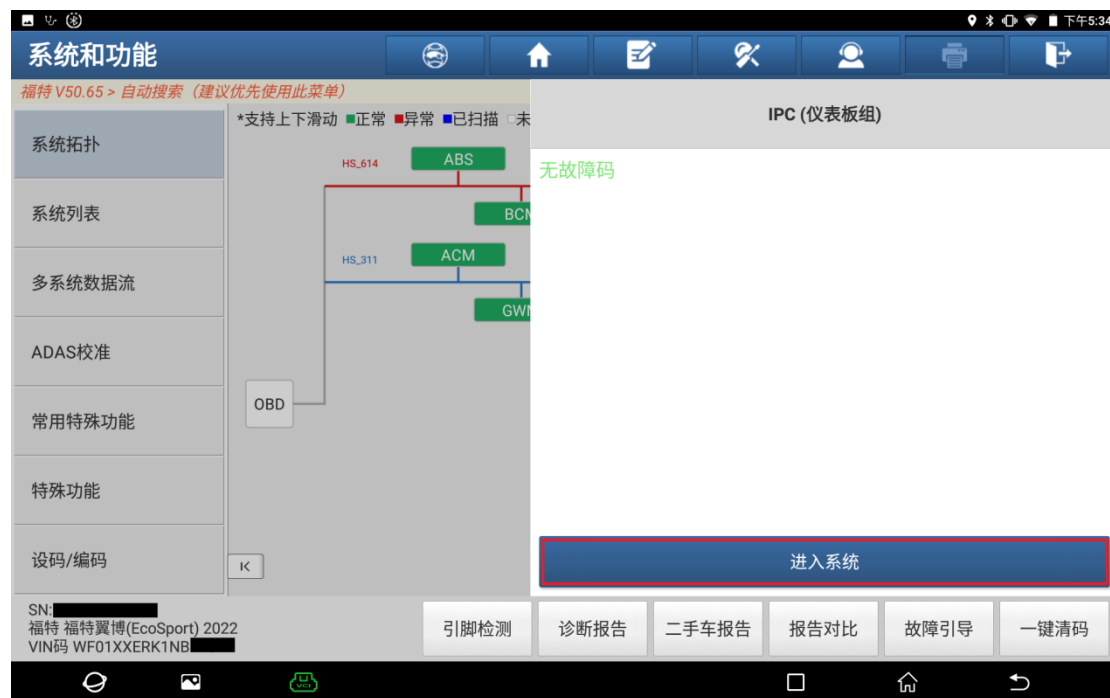 下午5:34
系统和功能
福特 V50.65 > 自动搜索（建议优先使用此菜单）
系统拓扑
系统列表
多系统数据流
ADAS校准
常用特殊功能
特殊功能
设码/编码
*支持上下滑动 ■正常 ■异常 ■已扫描 □未
HS_614
ABS
BCM
HS_311
ACM
GWM
OBD
IPC (仪表板组)
无故障码
进入系统
SN:
福特 福特翼博(EcoSport) 2022
VIN码 WF01XXERK1NB
引脚检测
诊断报告
二手车报告
报告对比
故障引导
一键清码
VCI